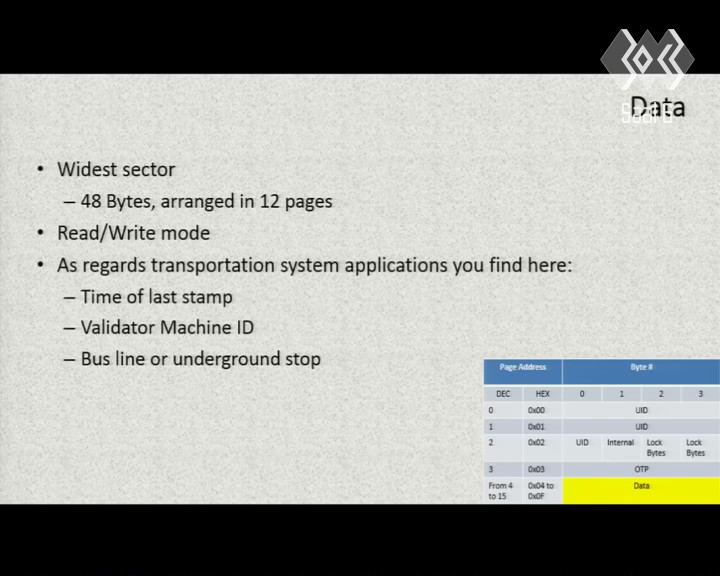 Data
• Widest sector
– 48 Bytes, arranged in 12 pages
• Read/Write mode
• As regards transportation system applications you find here:
– Time of last stamp
– Validator Machine ID
– Bus line or underground stop
Page Address Byte #
DEC HEX 0 1 2 3
0 0x00 UID
1 0x01 UID
2 0x02 UID Internal Lock Bytes Lock Bytes
3 0x03 OTP
From 4 to 15 0x04 to 0x0F Data